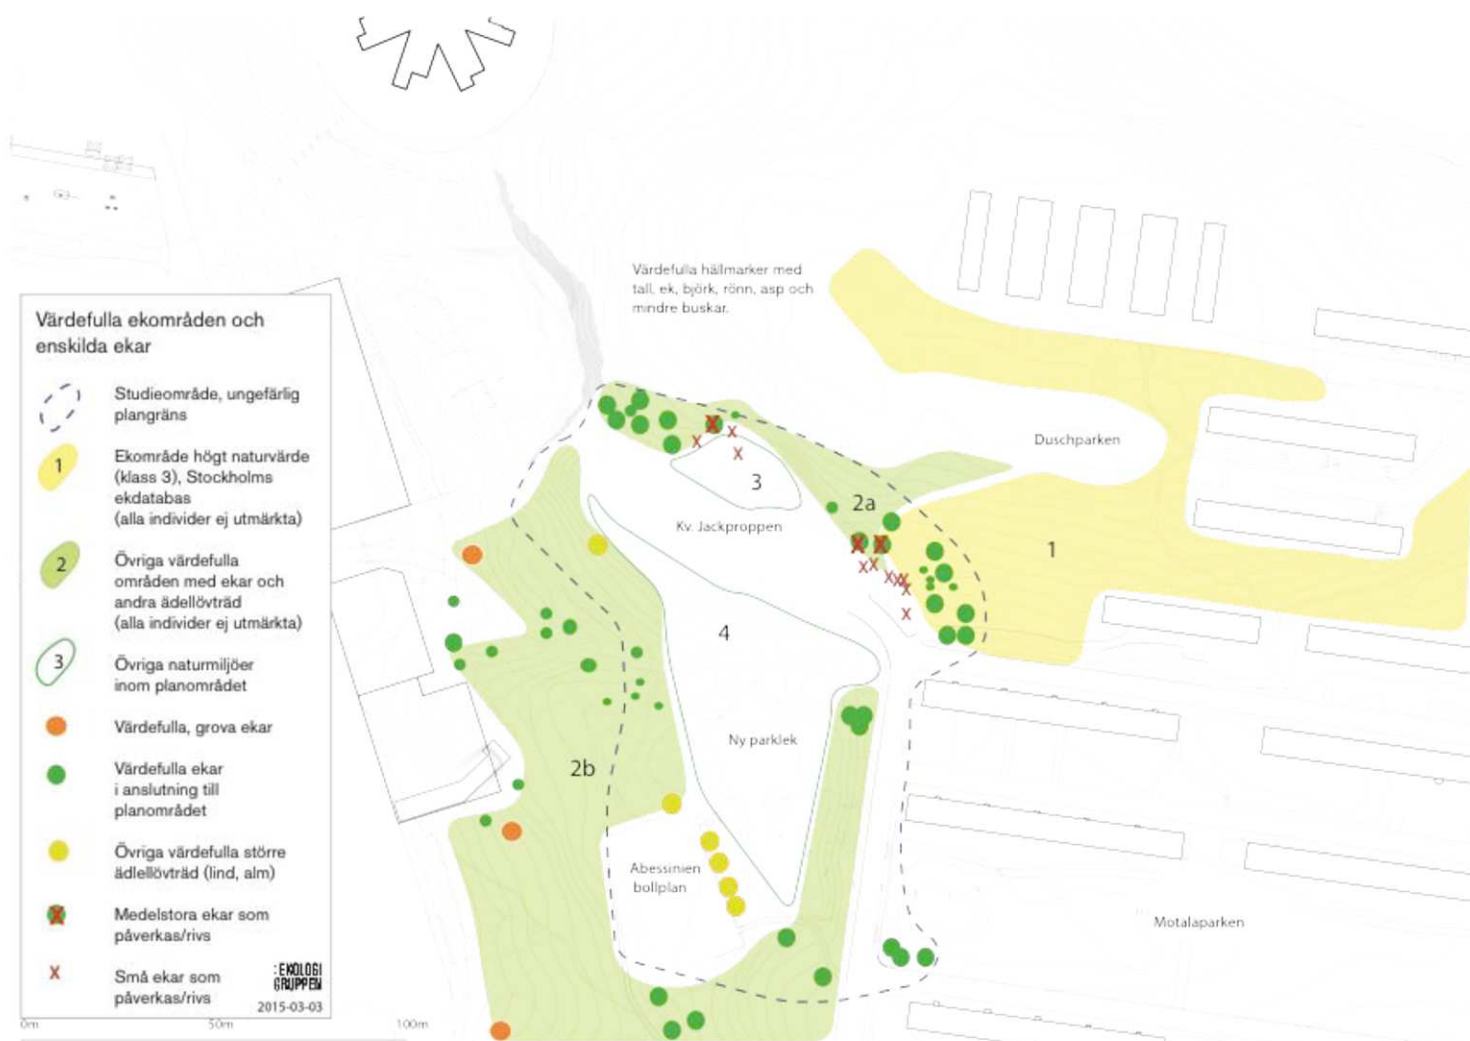 Värdefulla hällmarker med
tall, ek, björk, rönn, asp och
mindre buskar.
Värdefulla ekområden och
enskilda ekar
Studieområde, ungefärlig
plangräns
1
Ekområde högt naturvärde
(klass 3), Stockholms
ekdatabas
(alla individer ej utmärkta)
2
Övriga värdefulla
områden med ekar och
andra ädellövträd
(alla individer ej utmärkta)
3
Övriga naturmiljöer
inom planområdet
Värdefulla, grova ekar
Värdefulla ekar
i anslutning till
planområdet
Övriga värdefulla större
ädlellövträd (lind, alm)
Medelstora ekar som
påverkas/rivs
Små ekar som
påverkas/rivs
:EKOLOGI
GRUPPEN
2015-03-03
0m 50m 100m
Duschparken
3
2a
Kv. Jackproppen
1
4
Ny parklek
2b
Abessinien
bollplan
Motalaparken